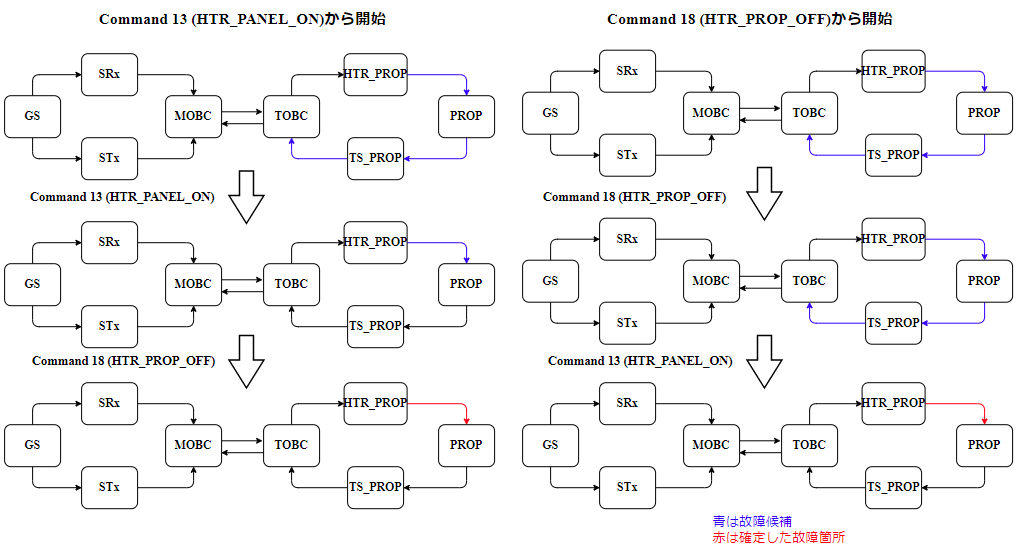 Command 13 (HTR_PANEL_ON)から開始
SRx
HTR_PROP
GS
MOBC
TOBC
PROP
STx
TS_PROP
Command 13 (HTR_PANEL_ON)
SRx
HTR_PROP
GS
MOBC
TOBC
PROP
STx
TS_PROP
Command 18 (HTR_PROP_OFF)
SRx
HTR_PROP
GS
MOBC
TOBC
PROP
STx
TS_PROP
Command 18 (HTR_PROP_OFF)から開始
SRx
HTR_PROP
GS
MOBC
TOBC
PROP
STx
TS_PROP
Command 18 (HTR_PROP_OFF)
SRx
HTR_PROP
GS
MOBC
TOBC
PROP
STx
TS_PROP
Command 13 (HTR_PANEL_ON)
SRx
HTR_PROP
GS
MOBC
TOBC
PROP
STx
TS_PROP
青は故障候補
赤は確定した故障箇所